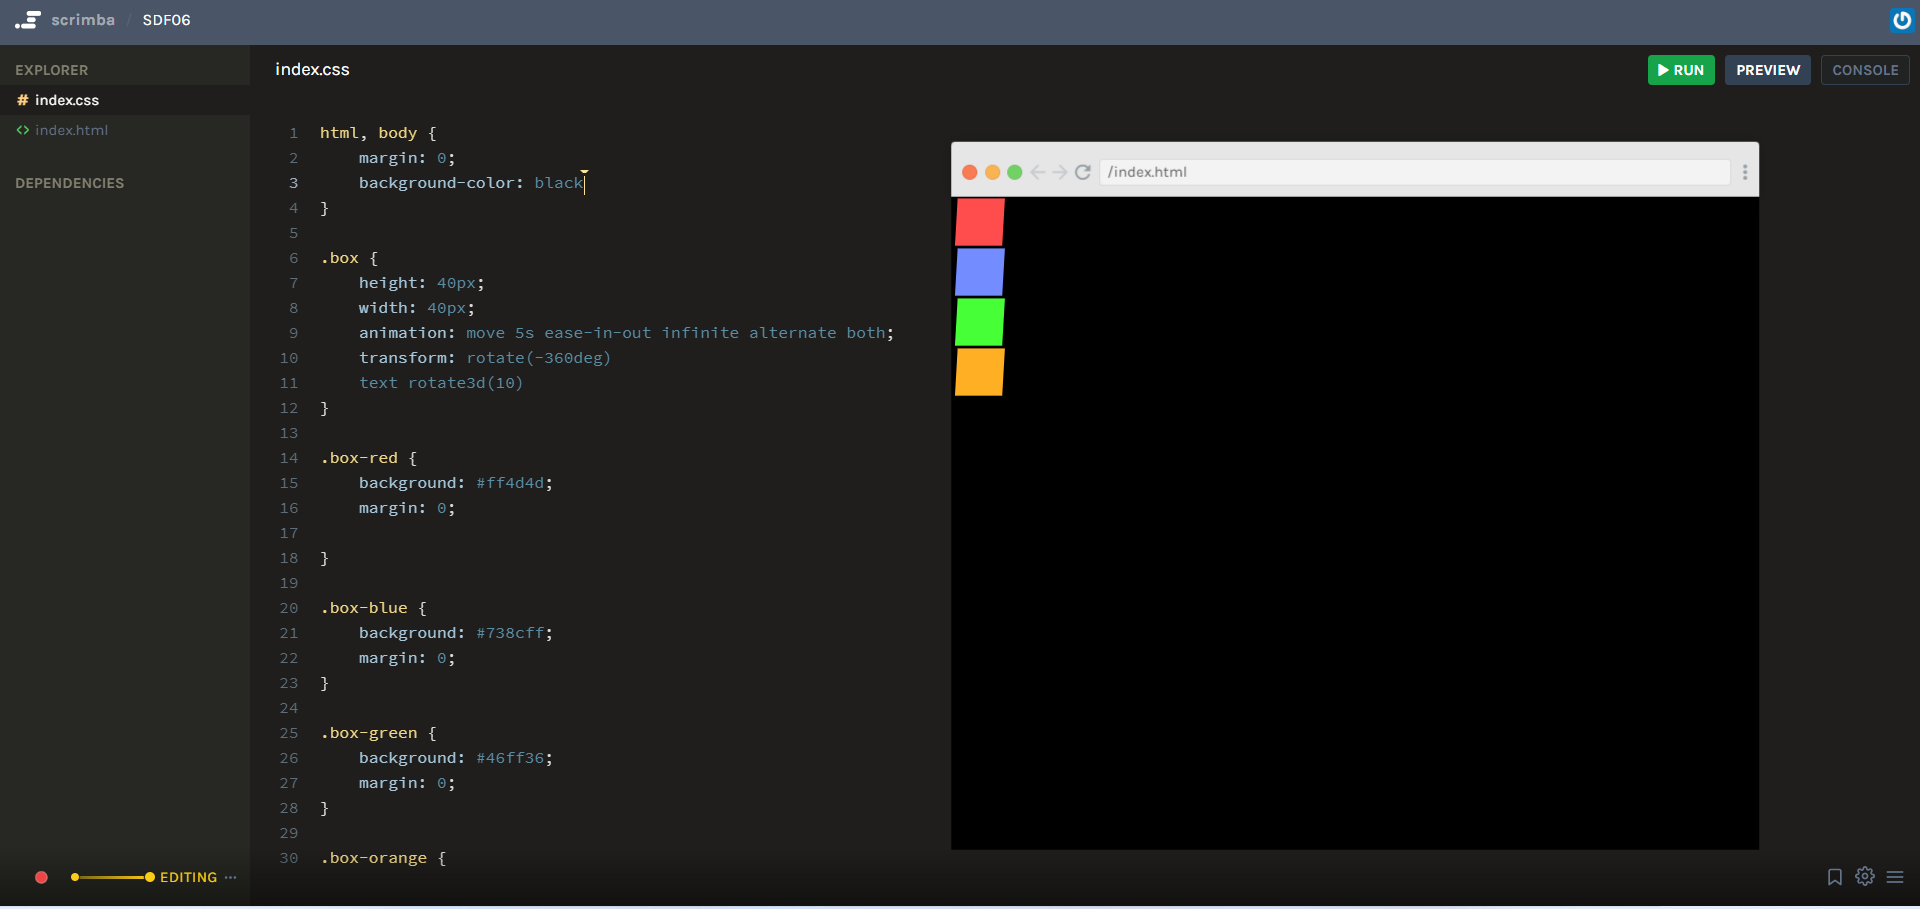 scrimba / SDF06
EXPLORER
# index.css
<> index.html
DEPENDENCIES
index.css
RUN
PREVIEW
CONSOLE
1 html, body {
2 margin: 0;
3 background-color: black
4 }
5
6 .box {
7 height: 40px;
8 width: 40px;
9 animation: move 5s ease-in-out infinite alternate both;
10 transform: rotate(-360deg)
11 text rotate3d(10)
12 }
13
14 .box-red {
15 background: #ff4d4d;
16 margin: 0;
17
18 }
19
20 .box-blue {
21 background: #738cff;
22 margin: 0;
23 }
24
25 .box-green {
26 background: #46ff36;
27 margin: 0;
28 }
29
30 .box-orange {
/index.html
EDITING ...